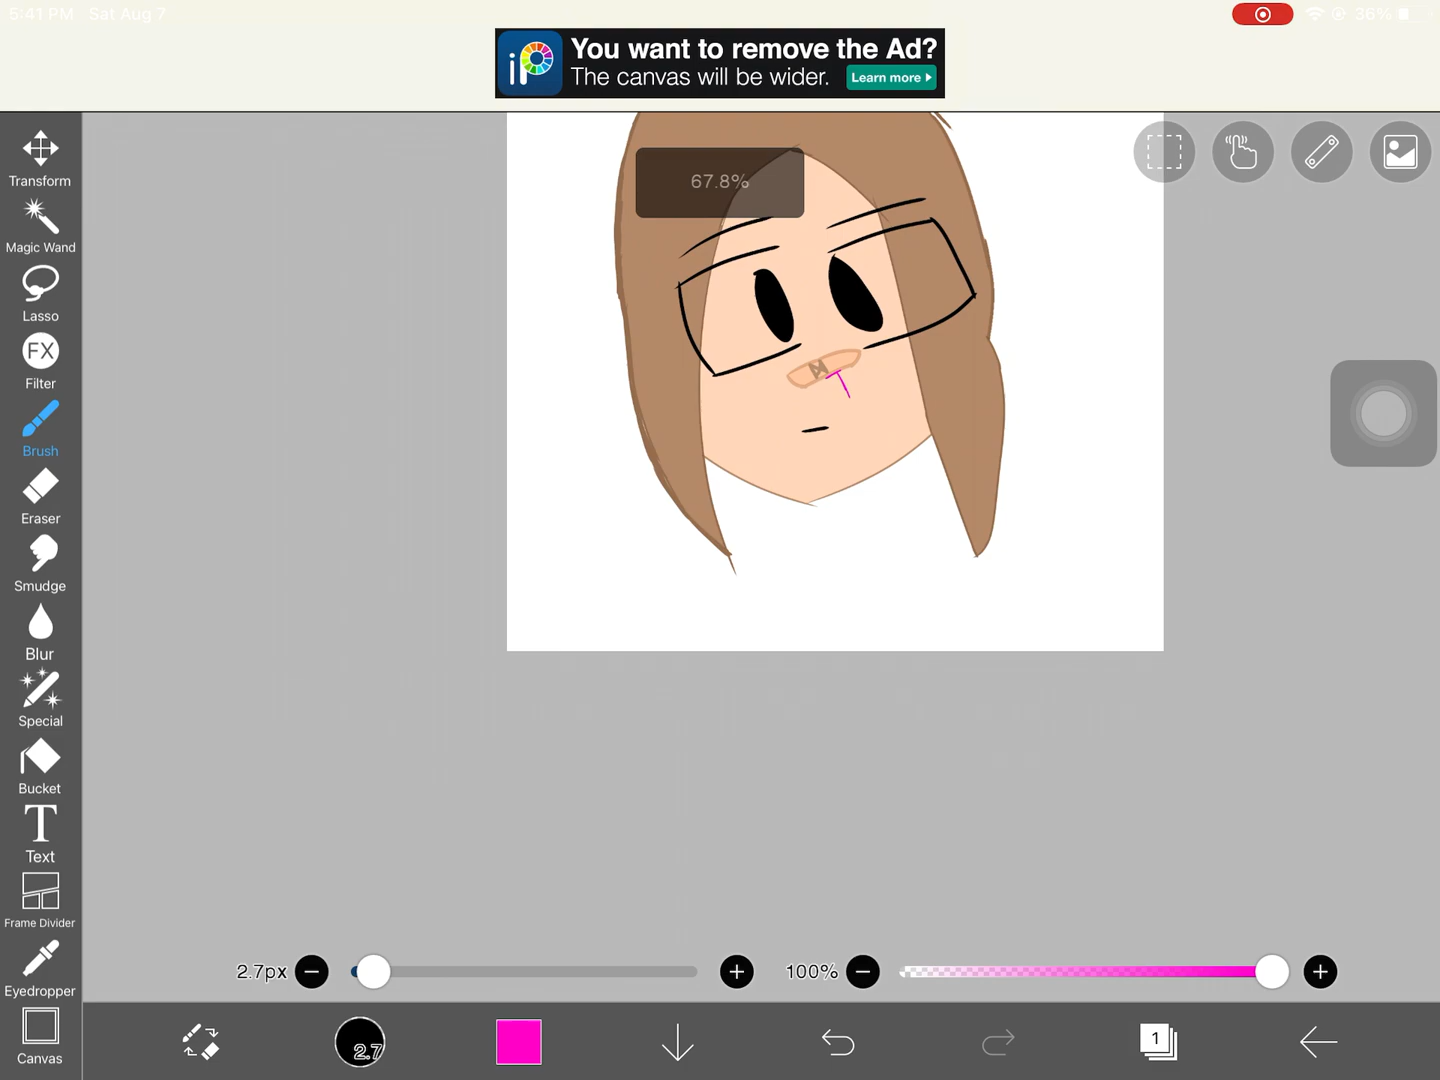 5:41 PM Sat Aug 7
36%
iP
You want to remove the Ad?
The canvas will be wider.
Learn more
67.8%
Transform
Magic Wand
Lasso
FX
Filter
Brush
Eraser
Smudge
Blur
Special
Bucket
T
Text
Frame Divider
Eyedropper
Canvas
2.7px
100%
2.7
1